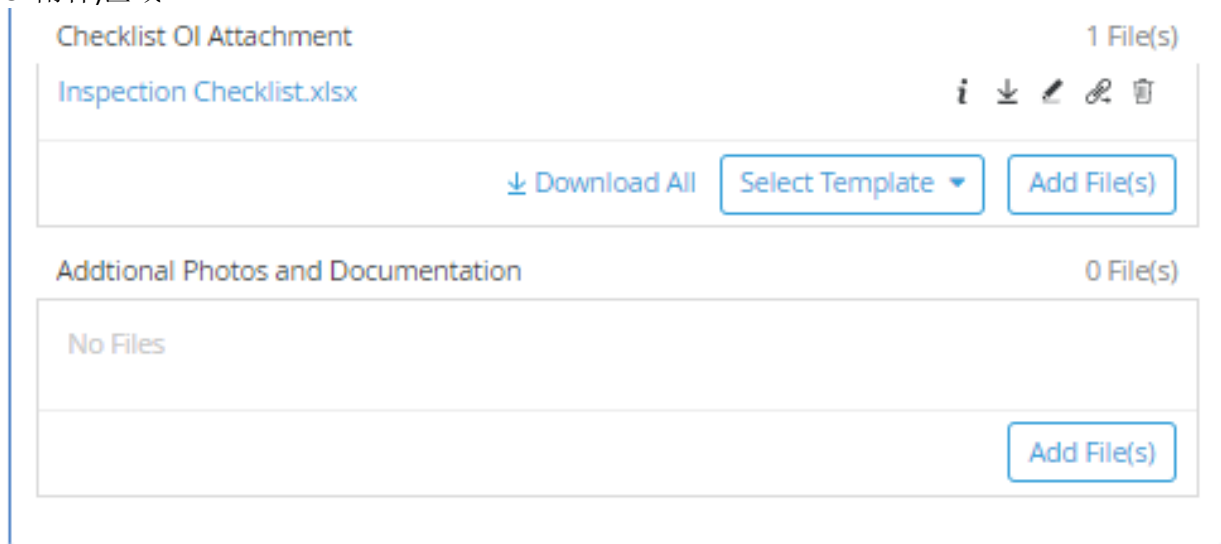 Checklist OI Attachment 1 File(s)
Inspection Checklist.xlsx
Download All Select Template Add File(s)
Addtional Photos and Documentation 0 File(s)
No Files
Add File(s)